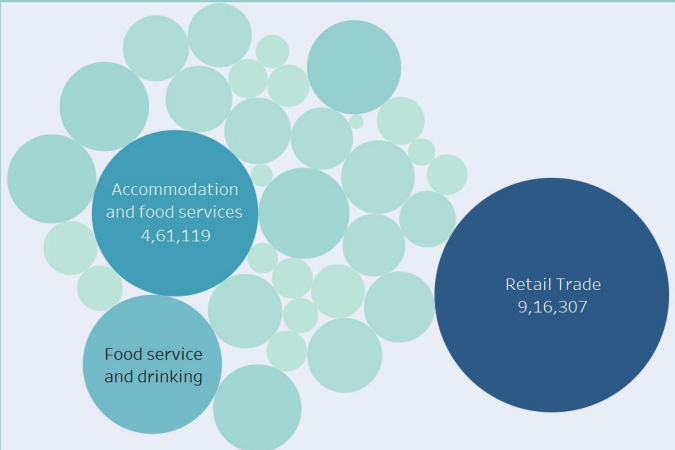 Accommodation
and food services
4,61,119
Retail Trade
9,16,307
Food service
and drinking